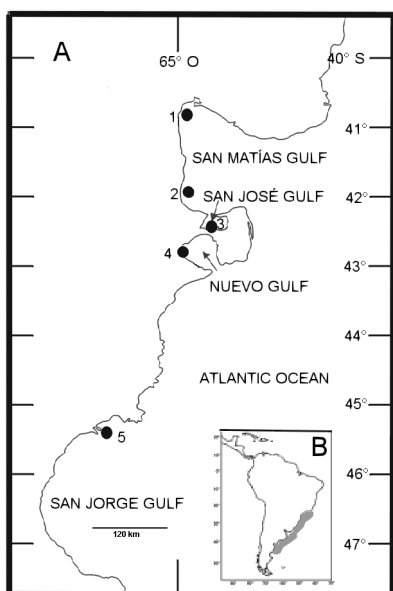 A
65° O
40° S
1
41°
SAN MATÍAS GULF
2
42°
SAN JOSÉ GULF
3
4
43°
NUEVO GULF
44°
ATLANTIC OCEAN
45°
5
B
46°
SAN JORGE GULF
120 km
47°